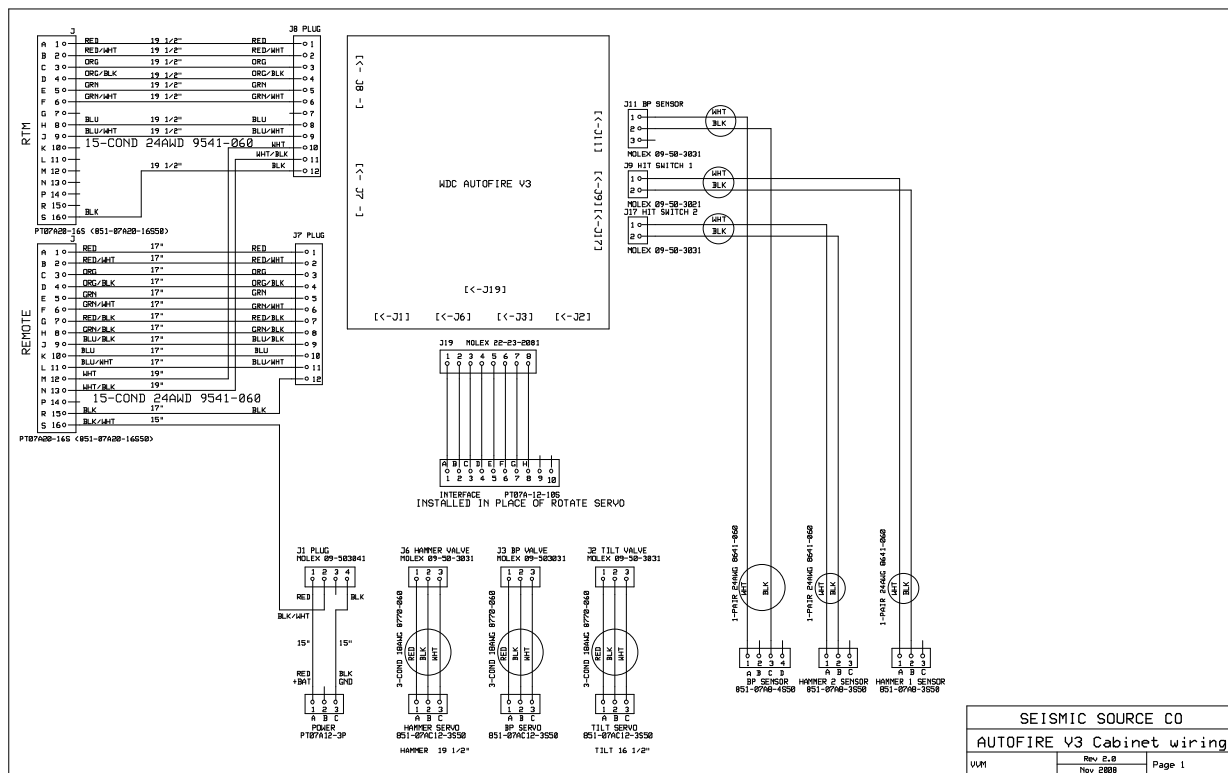 J
J8 PLUG
A 1 RED 19 1/2" RED 1
B 2 RED/WHT 19 1/2" RED/WHT 2
C 3 ORG 19 1/2" ORG 3
D 4 ORG/BLK 19 1/2" ORG/BLK 4
E 5 GRN 19 1/2" GRN 5
F 6 GRN/WHT 19 1/2" GRN/WHT 6
G 7 7
H 8 BLU 19 1/2" BLU 8
J 9 BLU/WHT 19 1/2" BLU/WHT 9
K 10 15-COND 24AWD 9541-060 WHT 10
L 11 WHT/BLK 11
M 12 19 1/2" BLK 12
N 13
P 14
R 15
S 16 BLK
RTM
PT07A20-16S (851-07A20-16S50)
J
J7 PLUG
A 1 RED 17" RED 1
B 2 RED/WHT 17" RED/WHT 2
C 3 ORG 17" ORG 3
D 4 ORG/BLK 17" ORG/BLK 4
E 5 GRN 17" GRN 5
F 6 GRN/WHT 17" GRN/WHT 6
G 7 RED/BLK 17" RED/BLK 7
H 8 GRN/BLK 17" GRN/BLK 8
J 9 BLU/BLK 17" BLU/BLK 9
K 10 BLU 17" BLU 10
L 11 BLU/WHT 17" BLU/WHT 11
M 12 WHT 19" 12
N 13 WHT/BLK 19"
P 14 15-COND 24AWD 9541-060
R 15 BLK 17" BLK
S 16 BLK/WHT 15"
REMOTE
PT07A20-16S (851-07A20-16S50)
[<- J8 -]
[<- J7 -]
WDC AUTOFIRE V3
[<-J11]
[<-J9]
[<-J17]
[<-J19]
[<-J1] [<-J6] [<-J3] [<-J2]
J11 BP SENSOR
1 WHT
2 BLK
3
MOLEX 09-50-3031
J9 HIT SWITCH 1
1 WHT
2 BLK
MOLEX 09-50-3021
J17 HIT SWITCH 2
1 WHT
2 BLK
MOLEX 09-50-3031
J19 MOLEX 22-23-2081
1 2 3 4 5 6 7 8
A B C D E F G H
1 2 3 4 5 6 7 8 9 10
INTERFACE PT07A-12-10S
INSTALLED IN PLACE OF ROTATE SERVO
J1 PLUG
MOLEX 09-503041
1 2 3 4
RED BLK
BLK/WHT
15" 15"
RED +BAT
BLK GND
1 2 3
A B C
POWER
PT07A12-3P
J6 HAMMER VALVE
MOLEX 09-50-3031
1 2 3
3-COND 18AWG 8770-060
RED BLK WHT
1 2 3
A B C
HAMMER SERVO
851-07AC12-3S50
HAMMER 19 1/2"
J3 BP VALVE
MOLEX 09-503031
1 2 3
3-COND 18AWG 8770-060
RED BLK WHT
1 2 3
A B C
BP SERVO
851-07AC12-3S50
J2 TILT VALVE
MOLEX 09-50-3031
1 2 3
3-COND 18AWG 8770-060
RED BLK WHT
1 2 3
A B C
TILT SERVO
851-07AC12-3S50
TILT 16 1/2"
1-PAIR 24AWG 8641-060
WHT BLK
1 2 3 4
A B C D
BP SENSOR
851-07A8-4S50
1-PAIR 24AWG 8641-060
WHT BLK
1 2 3
A B C
HAMMER 2 SENSOR
851-07A8-3S50
1-PAIR 24AWG 8641-060
WHT BLK
1 2 3
A B C
HAMMER 1 SENSOR
851-07A8-3S50
SEISMIC SOURCE CO
AUTOFIRE V3 Cabinet wiring
VVM
Rev 2.0
Nov 2008
Page 1